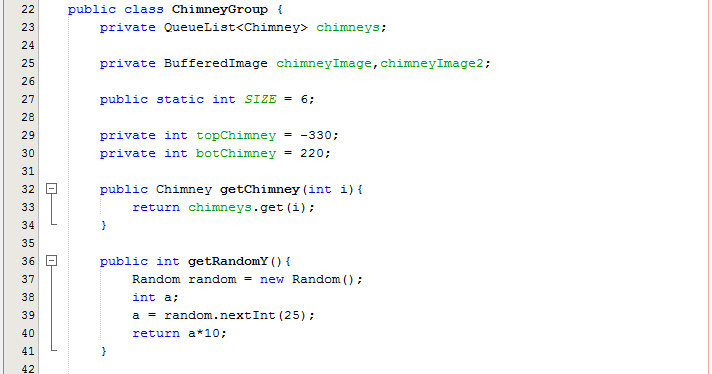 22 public class ChimneyGroup {
23 private QueueList<Chimney> chimneys;
24
25 private BufferedImage chimneyImage,chimneyImage2;
26
27 public static int SIZE = 6;
28
29 private int topChimney = -330;
30 private int botChimney = 220;
31
32 public Chimney getChimney(int i){
33 return chimneys.get(i);
34 }
35
36 public int getRandomY(){
37 Random random = new Random();
38 int a;
39 a = random.nextInt(25);
40 return a*10;
41 }
42